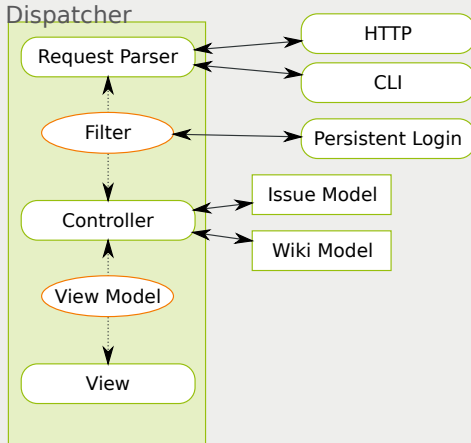 Dispatcher
Request Parser
HTTP
CLI
Filter
Persistent Login
Issue Model
Controller
Wiki Model
View Model
View